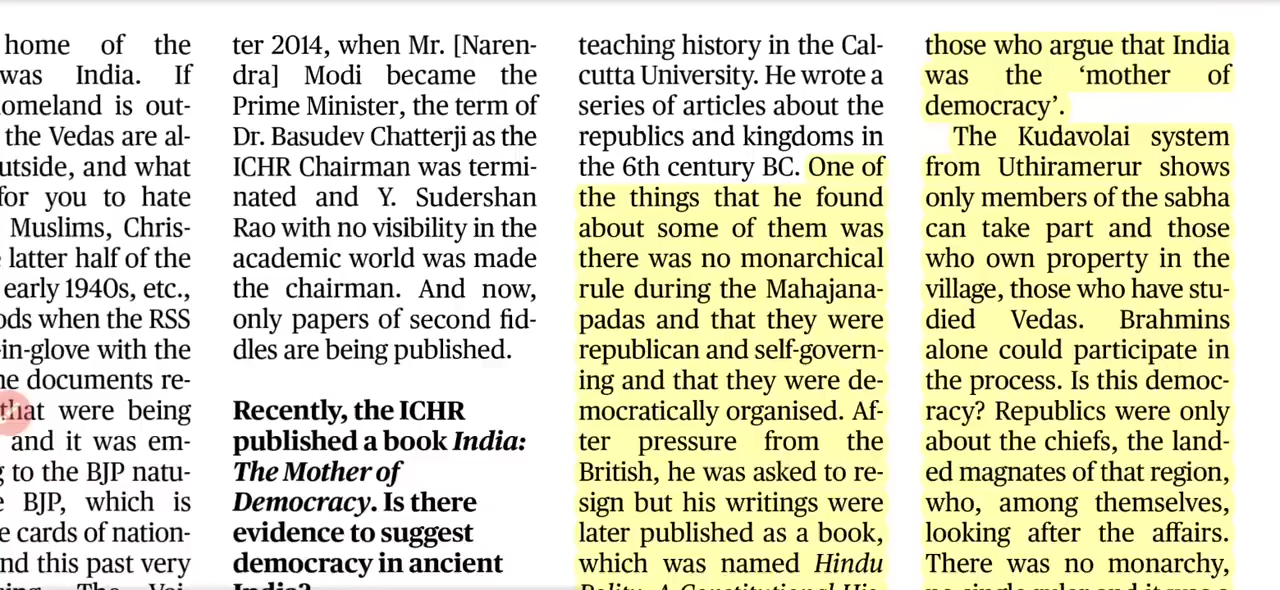 home of the
was India. If
omeland is out-
the Vedas are al-
utside, and what
for you to hate
Muslims, Chris-
latter half of the
early 1940s, etc.,
ods when the RSS
-in-glove with the
documents re-
that were being
and it was em-
to the BJP natu-
BJP, which is
cards of nation-
nd this past very
ter 2014, when Mr. [Naren-
dra] Modi became the
Prime Minister, the term of
Dr. Basudev Chatterji as the
ICHR Chairman was termi-
nated and Y. Sudershan
Rao with no visibility in the
academic world was made
the chairman. And now,
only papers of second fid-
dles are being published.
Recently, the ICHR
published a book India:
The Mother of
Democracy. Is there
evidence to suggest
democracy in ancient
India?
teaching history in the Cal-
cutta University. He wrote a
series of articles about the
republics and kingdoms in
the 6th century BC. One of
the things that he found
about some of them was
there was no monarchical
rule during the Mahajana-
padas and that they were
republican and self-govern-
ing and that they were de-
mocratically organised. Af-
ter pressure from the
British, he was asked to re-
sign but his writings were
later published as a book,
which was named Hindu
Polity, A Constitutional His-
those who argue that India
was the ‘mother of
democracy’.
The Kudavolai system
from Uthiramerur shows
only members of the sabha
can take part and those
who own property in the
village, those who have stu-
died Vedas. Brahmins
alone could participate in
the process. Is this democ-
racy? Republics were only
about the chiefs, the land-
ed magnates of that region,
who, among themselves,
looking after the affairs.
There was no monarchy,